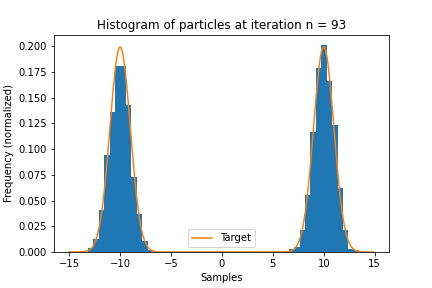 Histogram of particles at iteration n = 93
Frequency (normalized)
0.200
0.175
0.150
0.125
0.100
0.075
0.050
0.025
0.000
Target
−15 −10 −5 0 5 10 15
Samples